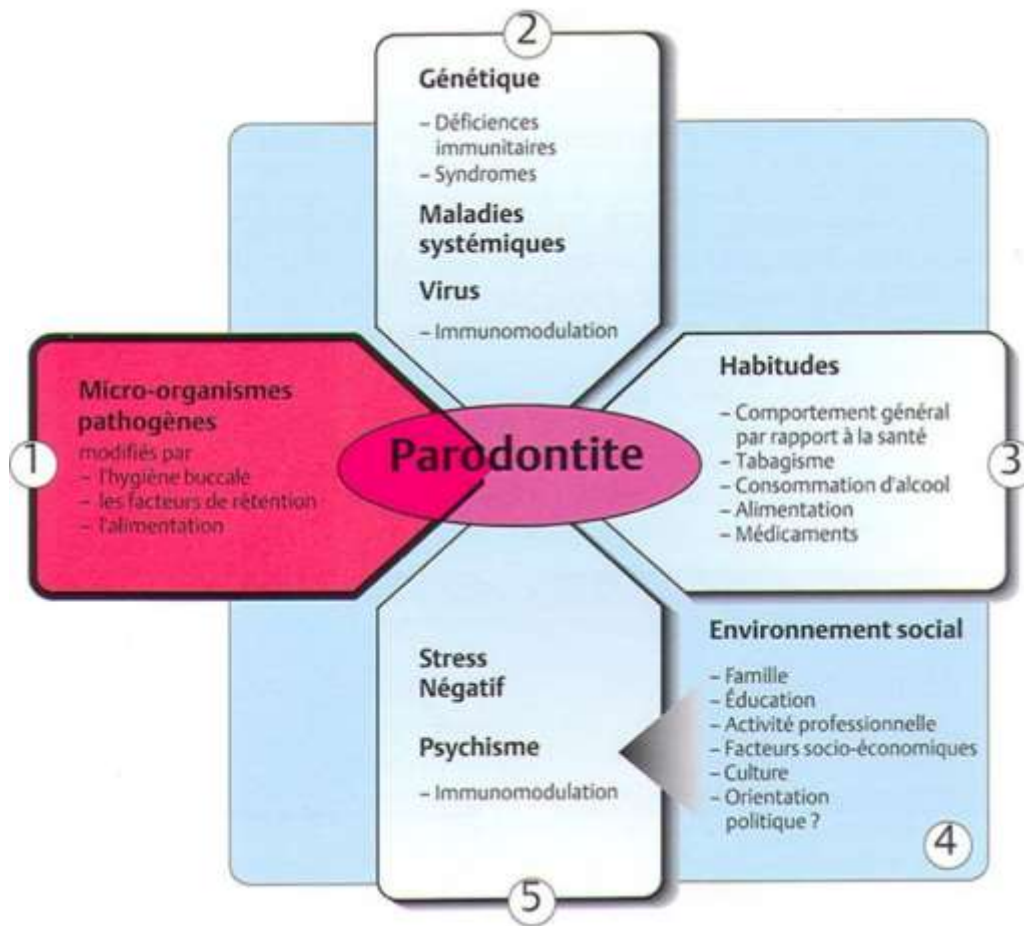 2
Génétique
– Déficiences
immunitaires
– Syndromes
Maladies
systémiques
Virus
– Immunomodulation
1
Micro-organismes
pathogènes
modifiés par
– l'hygiène buccale
– les facteurs de rétention
– l'alimentation
Parodontite
Habitudes
– Comportement général
par rapport à la santé
– Tabagisme
– Consommation d'alcool
– Alimentation
– Médicaments
3
Stress
Négatif
Psychisme
– Immunomodulation
5
Environnement social
– Famille
– Éducation
– Activité professionnelle
– Facteurs socio-économiques
– Culture
– Orientation
politique ?
4